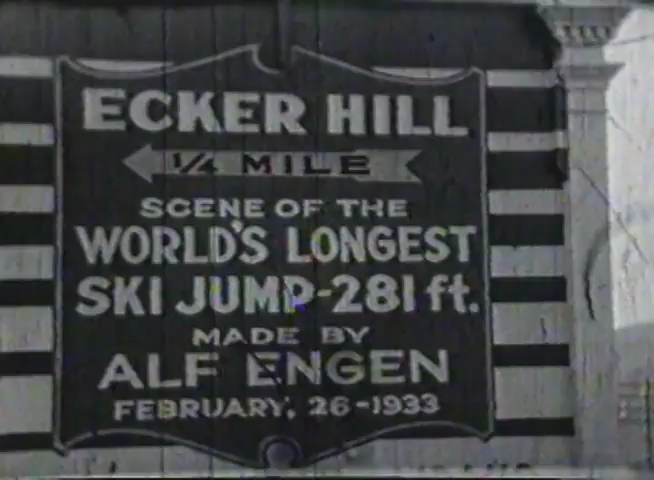 ECKER HILL
1/4 MILE
SCENE OF THE
WORLD'S LONGEST
SKI JUMP-281 ft.
MADE BY
ALF ENGEN
FEBRUARY, 26-1933